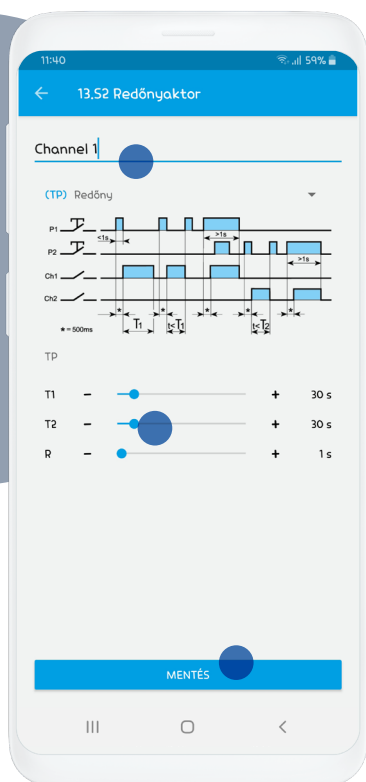 11:40 59%
13.S2 Redőnyaktor
Channel 1
(TP) Redőny
P1
<1s >1s
P2
>1s
Ch1
Ch2
* * * * *
* = 500ms T1 t<T1 t<T2
TP
T1 - + 30 s
T2 - + 30 s
R - + 1 s
MENTÉS